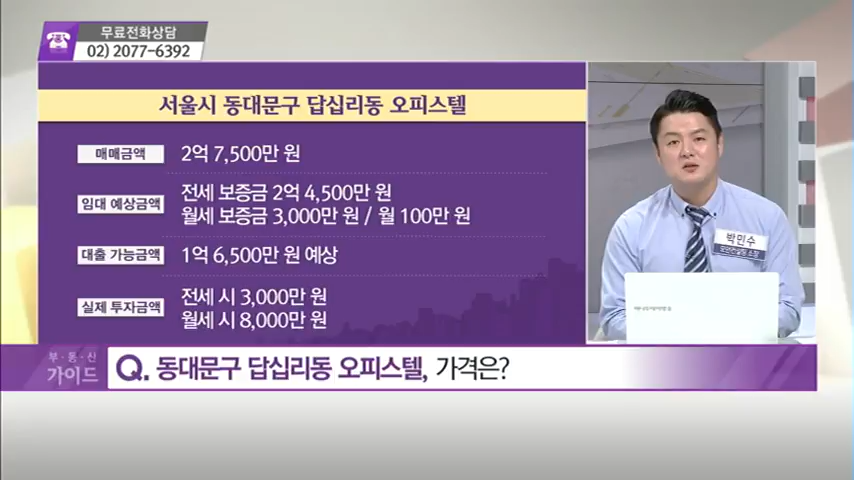 무료전화상담
02) 2077-6392
서울시 동대문구 답십리동 오피스텔
매매금액
2억 7,500만 원
임대 예상금액
전세 보증금 2억 4,500만 원
월세 보증금 3,000만 원 / 월 100만 원
대출 가능금액
1억 6,500만 원 예상
실제 투자금액
전세 시 3,000만 원
월세 시 8,000만 원
박민수
부·동·산
가이드
Q. 동대문구 답십리동 오피스텔, 가격은?